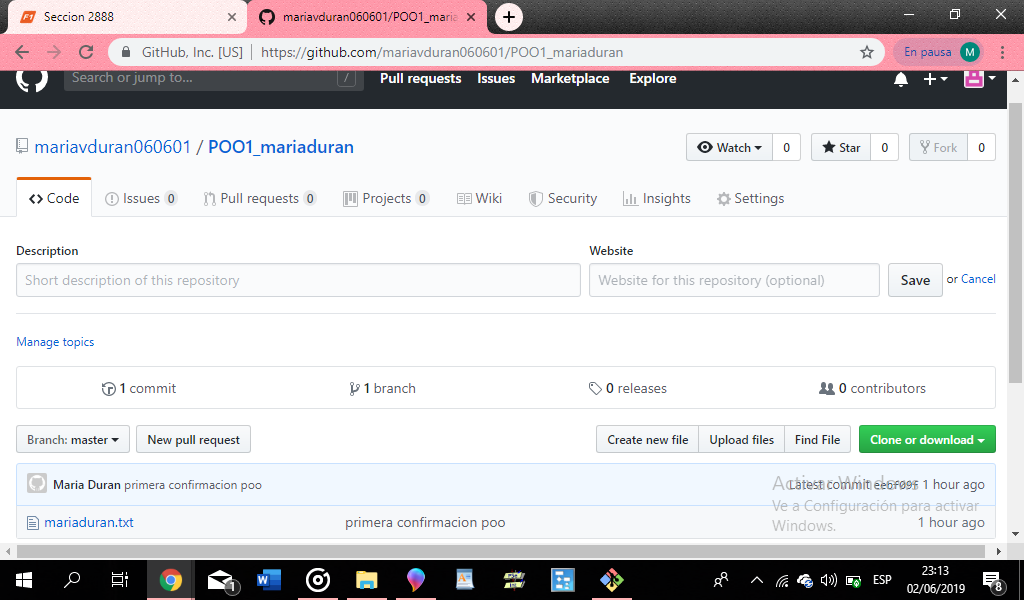 Seccion 2888
mariavduran060601/POO1_maria
GitHub, Inc. [US] https://github.com/mariavduran060601/POO1_mariaduran
En pausa M
Search or jump to... / Pull requests Issues Marketplace Explore
mariavduran060601 / POO1_mariaduran
Watch 0 Star 0 Fork 0
Code Issues 0 Pull requests 0 Projects 0 Wiki Security Insights Settings
Description Website
Short description of this repository Website for this repository (optional) Save or Cancel
Manage topics
1 commit 1 branch 0 releases 0 contributors
Branch: master New pull request Create new file Upload files Find File Clone or download
Maria Duran primera confirmacion poo Latest commit ee6f09f 1 hour ago
mariaduran.txt primera confirmacion poo 1 hour ago
Activar Windows
Ve a Configuración para activar
Windows.
1 ESP 23:13
02/06/2019 8